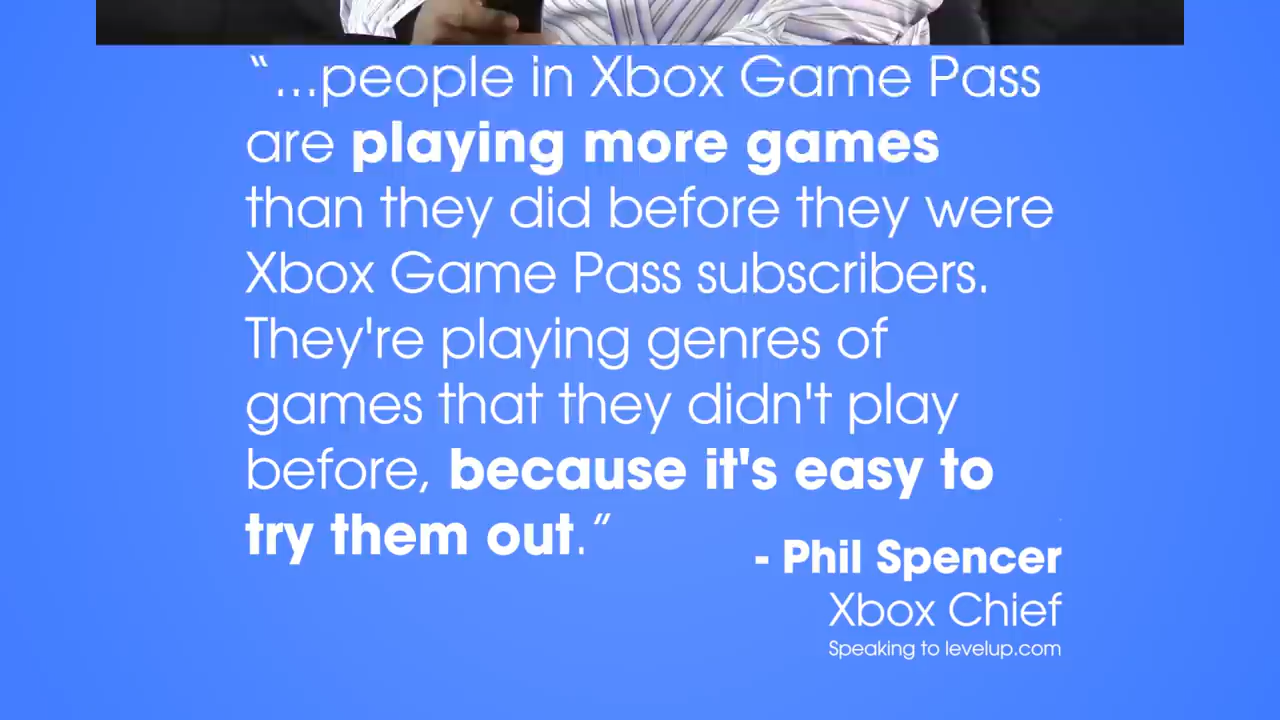 “...people in Xbox Game Pass
are playing more games
than they did before they were
Xbox Game Pass subscribers.
They're playing genres of
games that they didn't play
before, because it's easy to
try them out.”
- Phil Spencer
Xbox Chief
Speaking to levelup.com